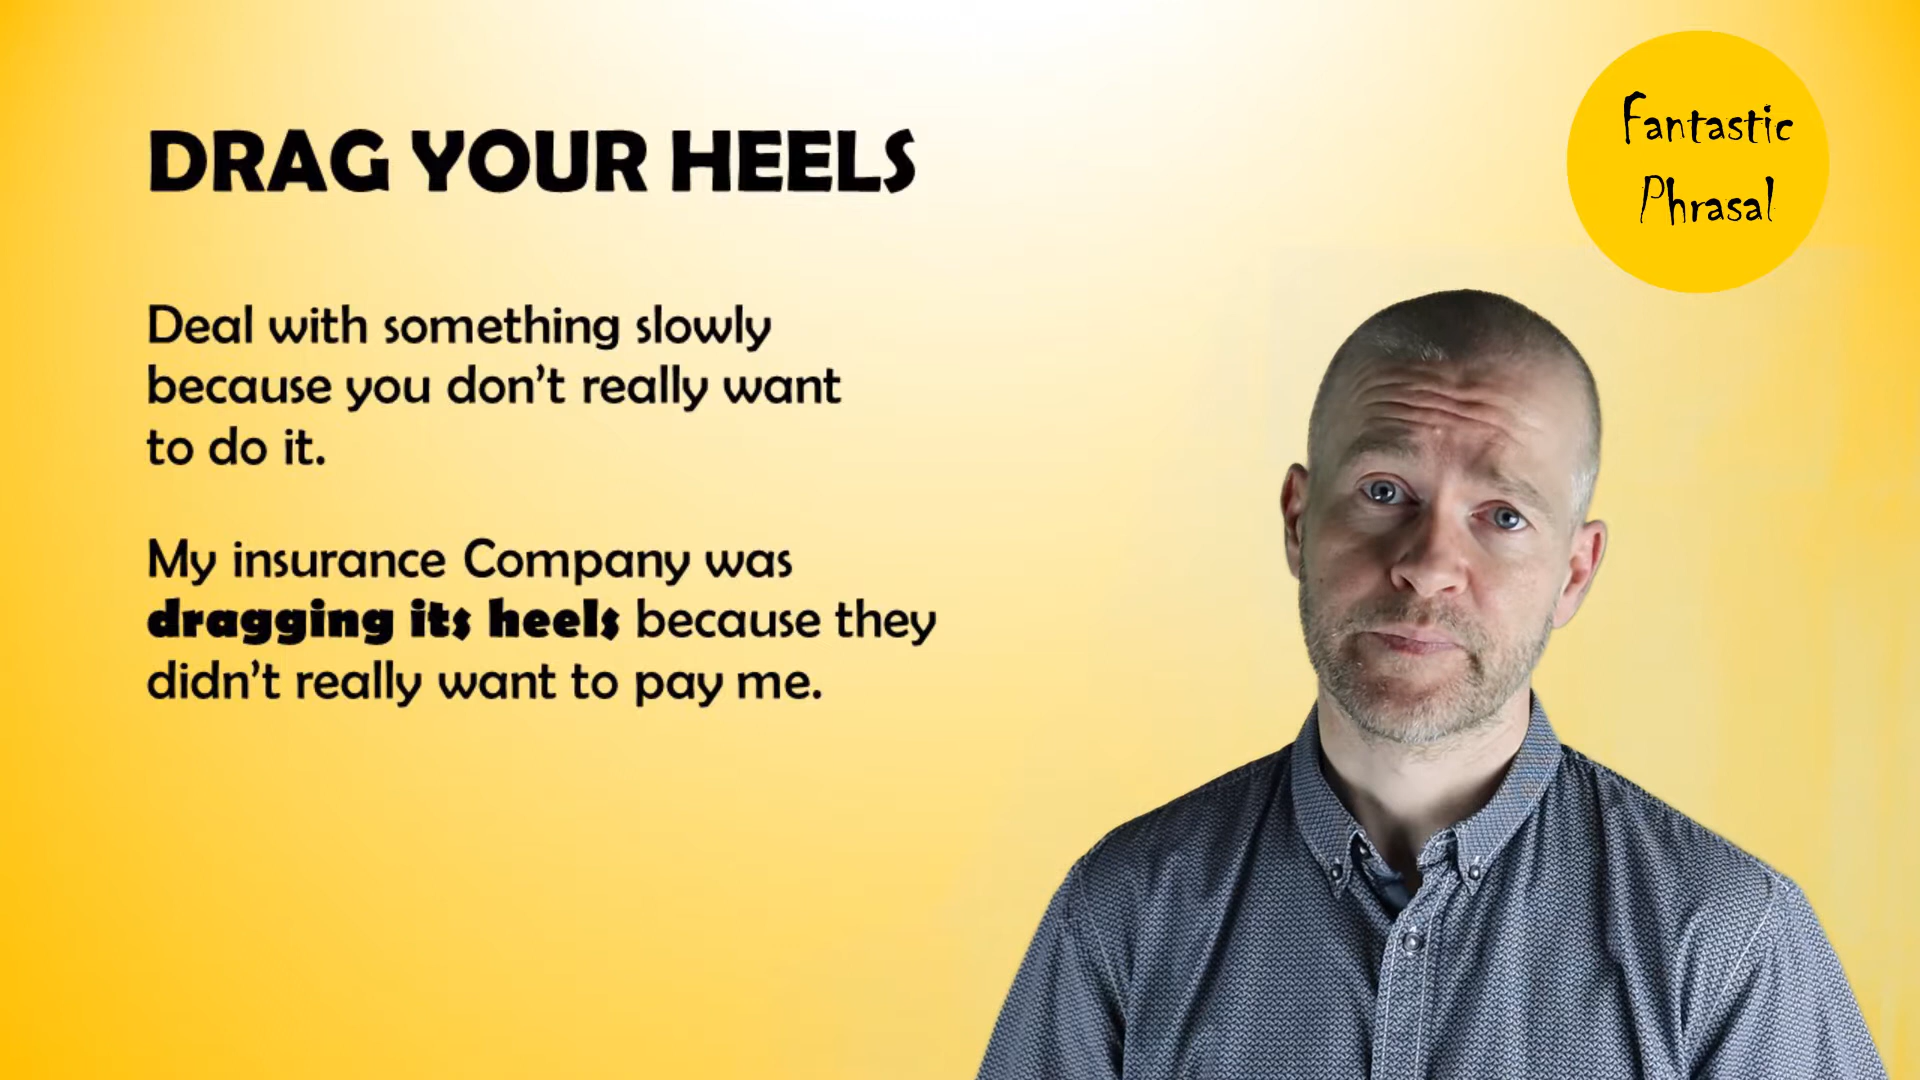 DRAG YOUR HEELS
Fantastic
Phrasal
Deal with something slowly
because you don’t really want
to do it.
My insurance Company was
dragging its heels because they
didn’t really want to pay me.